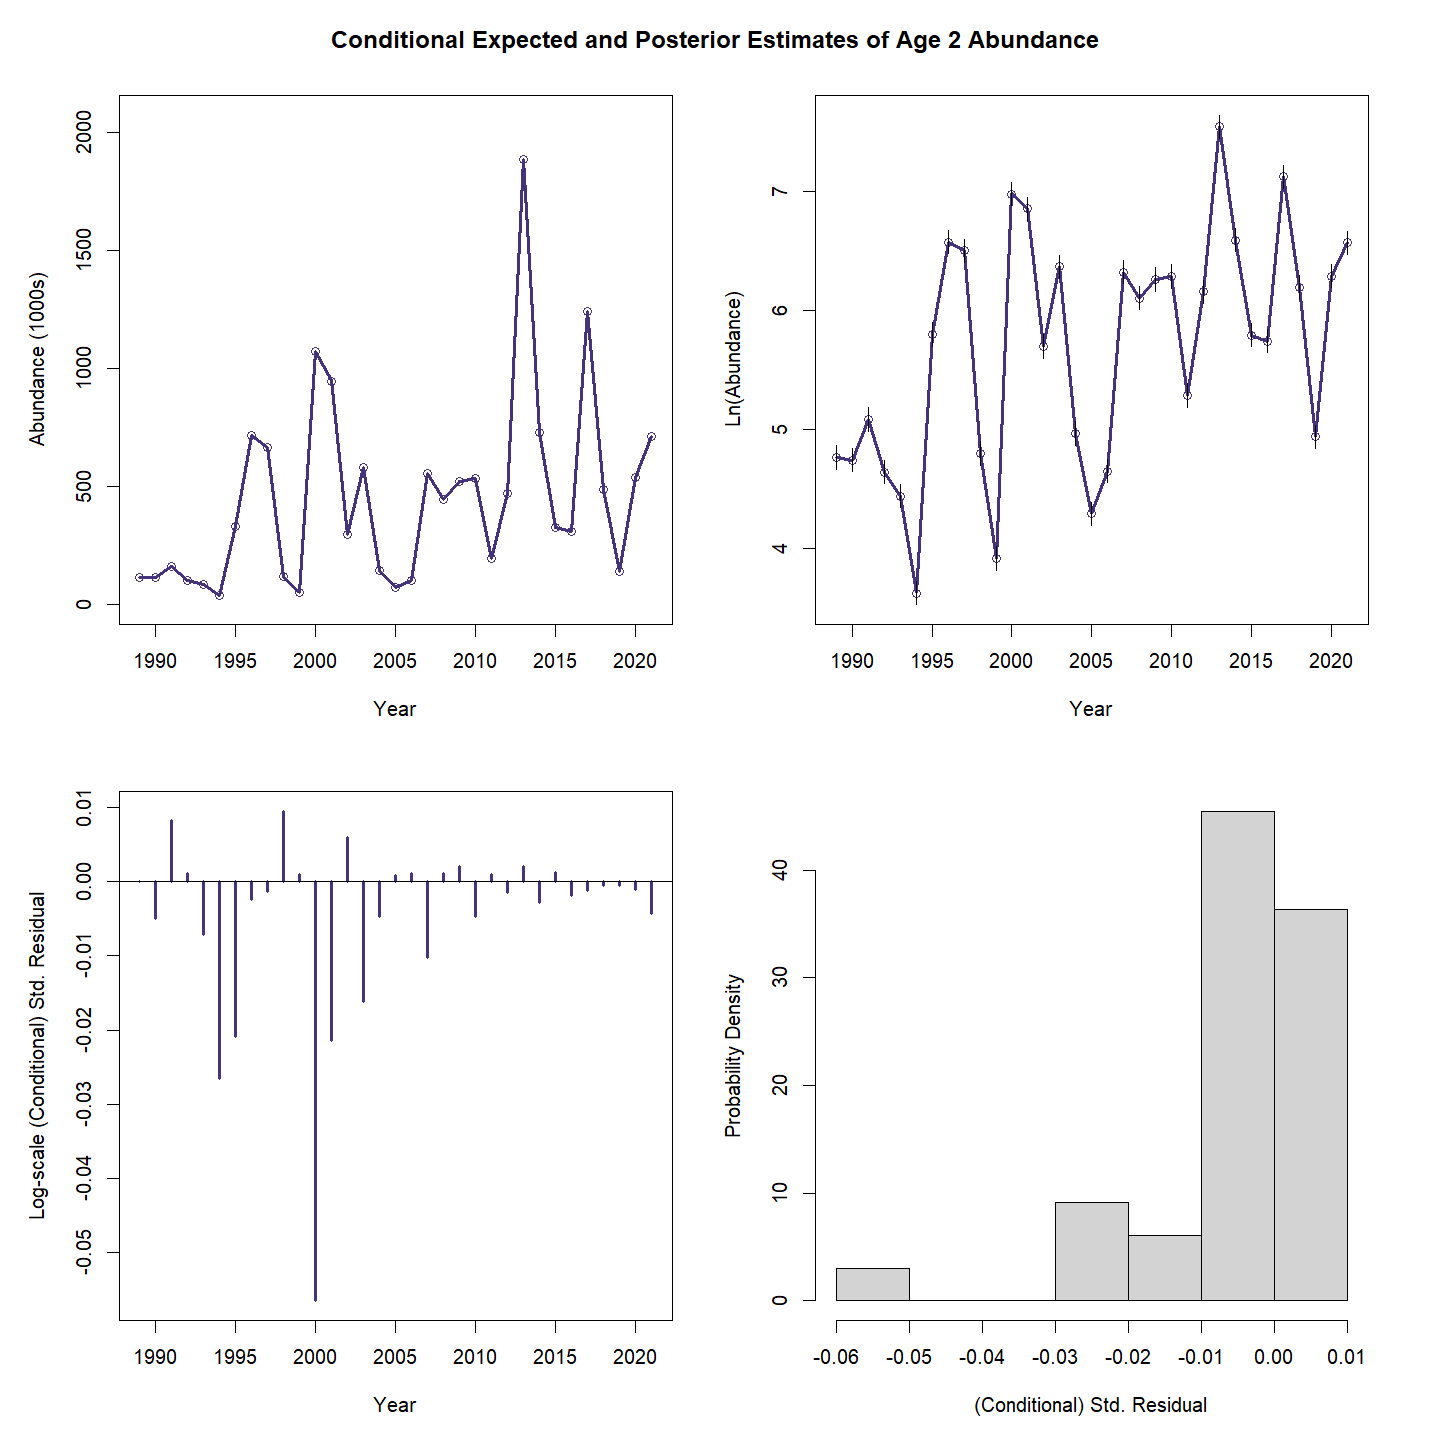 Conditional Expected and Posterior Estimates of Age 2 Abundance
Abundance (1000s)
2000
1500
1000
500
0
1990 1995 2000 2005 2010 2015 2020
Year
Ln(Abundance)
7
6
5
4
1990 1995 2000 2005 2010 2015 2020
Year
Log-scale (Conditional) Std. Residual
0.01
0.00
-0.01
-0.02
-0.03
-0.04
-0.05
1990 1995 2000 2005 2010 2015 2020
Year
Probability Density
40
30
20
10
0
-0.06 -0.05 -0.04 -0.03 -0.02 -0.01 0.00 0.01
(Conditional) Std. Residual